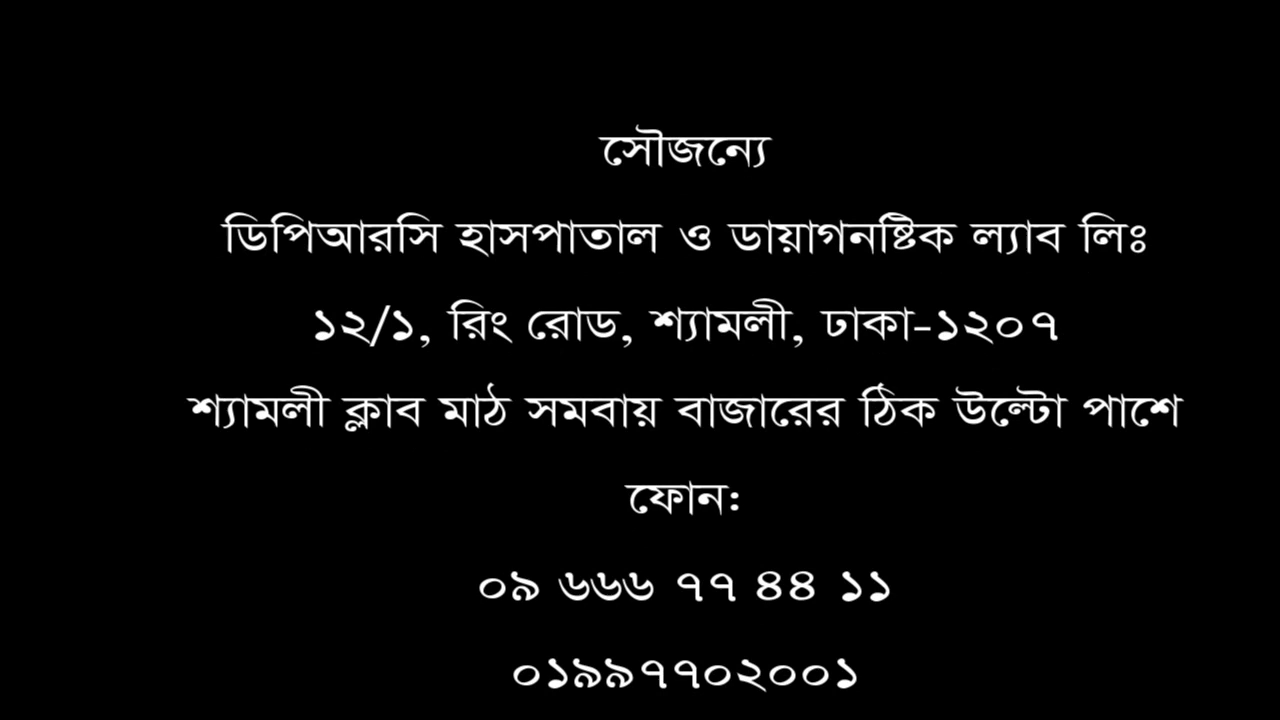 সৌজন্যে
ডিপিআরসি হাসপাতাল ও ডায়াগনষ্টিক ল্যাব লিঃ
১২/১, রিং রোড, শ্যামলী, ঢাকা-১২০৭
শ্যামলী ক্লাব মাঠ সমবায় বাজারের ঠিক উল্টো পাশে
ফোন:
০৯ ৬৬৬ ৭৭ ৪৪ ১১
০১৯৯৭৭০২০০১